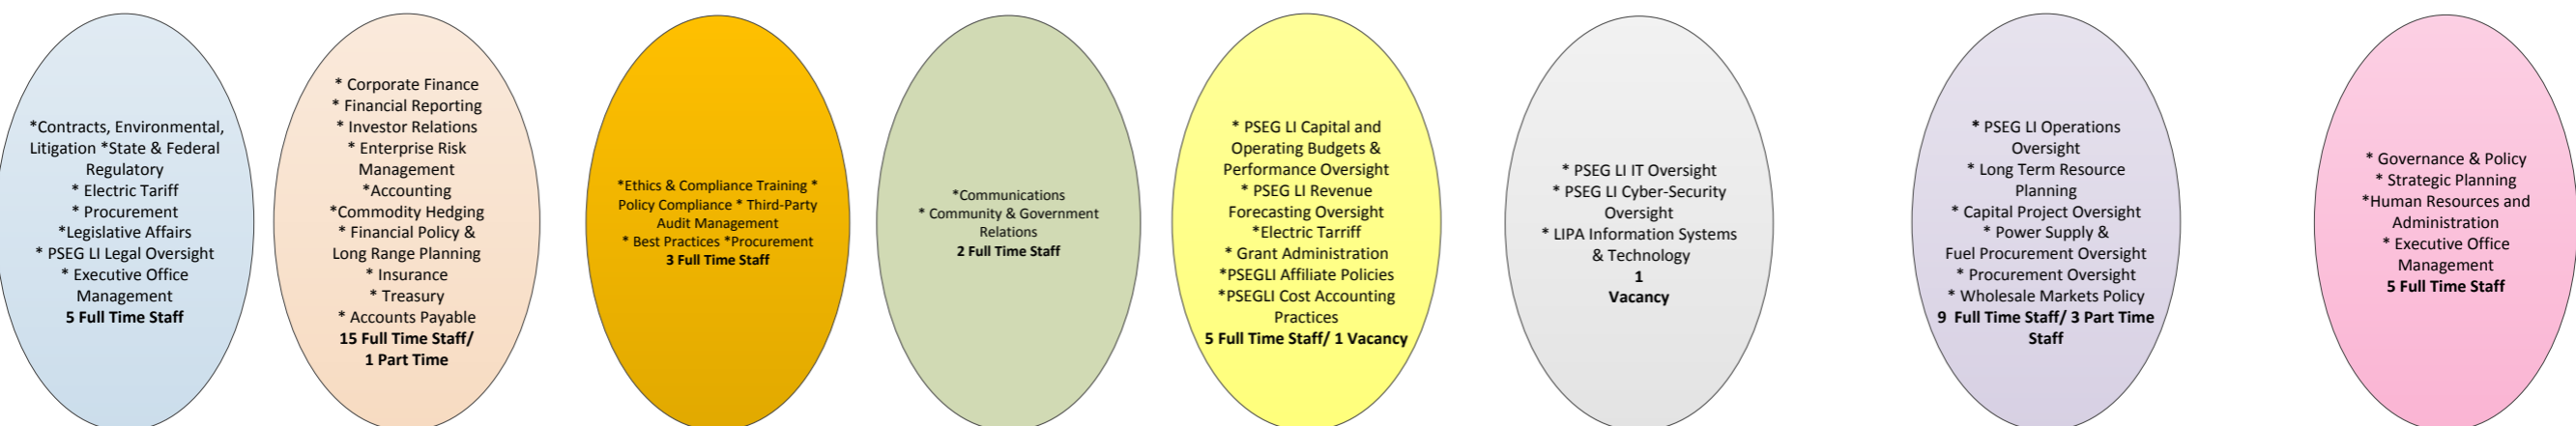 *Contracts, Environmental,
Litigation *State & Federal
Regulatory
* Electric Tariff
* Procurement
*Legislative Affairs
* PSEG LI Legal Oversight
* Executive Office
Management
5 Full Time Staff
* Corporate Finance
* Financial Reporting
* Investor Relations
* Enterprise Risk
Management
*Accounting
*Commodity Hedging
* Financial Policy &
Long Range Planning
* Insurance
* Treasury
* Accounts Payable
15 Full Time Staff/
1 Part Time
*Ethics & Compliance Training *
Policy Compliance * Third-Party
Audit Management
* Best Practices *Procurement
3 Full Time Staff
*Communications
* Community & Government
Relations
2 Full Time Staff
* PSEG LI Capital and
Operating Budgets &
Performance Oversight
* PSEG LI Revenue
Forecasting Oversight
*Electric Tarriff
* Grant Administration
*PSEGLI Affiliate Policies
*PSEGLI Cost Accounting
Practices
5 Full Time Staff/ 1 Vacancy
* PSEG LI IT Oversight
* PSEG LI Cyber-Security
Oversight
* LIPA Information Systems
& Technology
1
Vacancy
* PSEG LI Operations
Oversight
* Long Term Resource
Planning
* Capital Project Oversight
* Power Supply &
Fuel Procurement Oversight
* Procurement Oversight
* Wholesale Markets Policy
9 Full Time Staff/ 3 Part Time
Staff
* Governance & Policy
* Strategic Planning
*Human Resources and
Administration
* Executive Office
Management
5 Full Time Staff